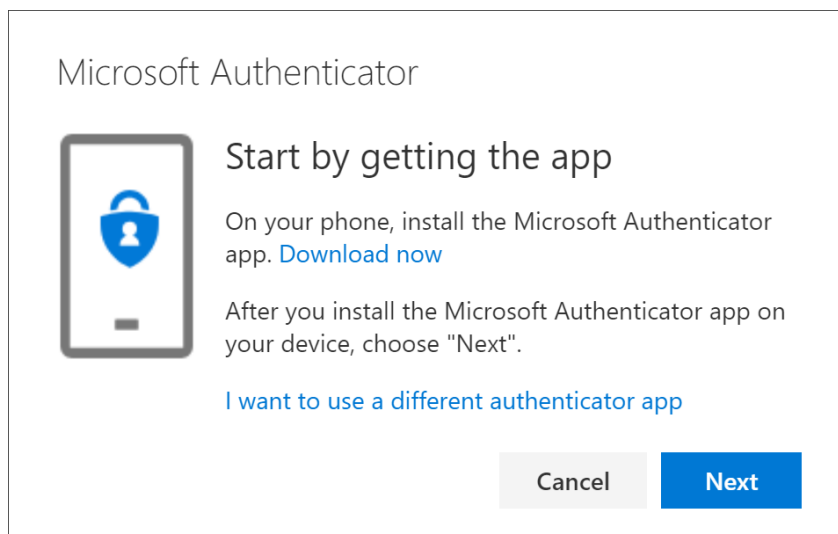 Microsoft Authenticator
Start by getting the app
On your phone, install the Microsoft Authenticator
app. Download now
After you install the Microsoft Authenticator app on
your device, choose "Next".
I want to use a different authenticator app
Cancel
Next